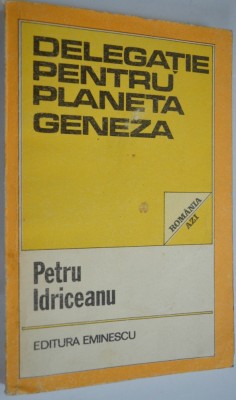 DELEGAȚIE
PENTRU
PLANETA
GENEZA
ROMÂNIA
AZI
Petru
Idriceanu
EDITURA EMINESCU